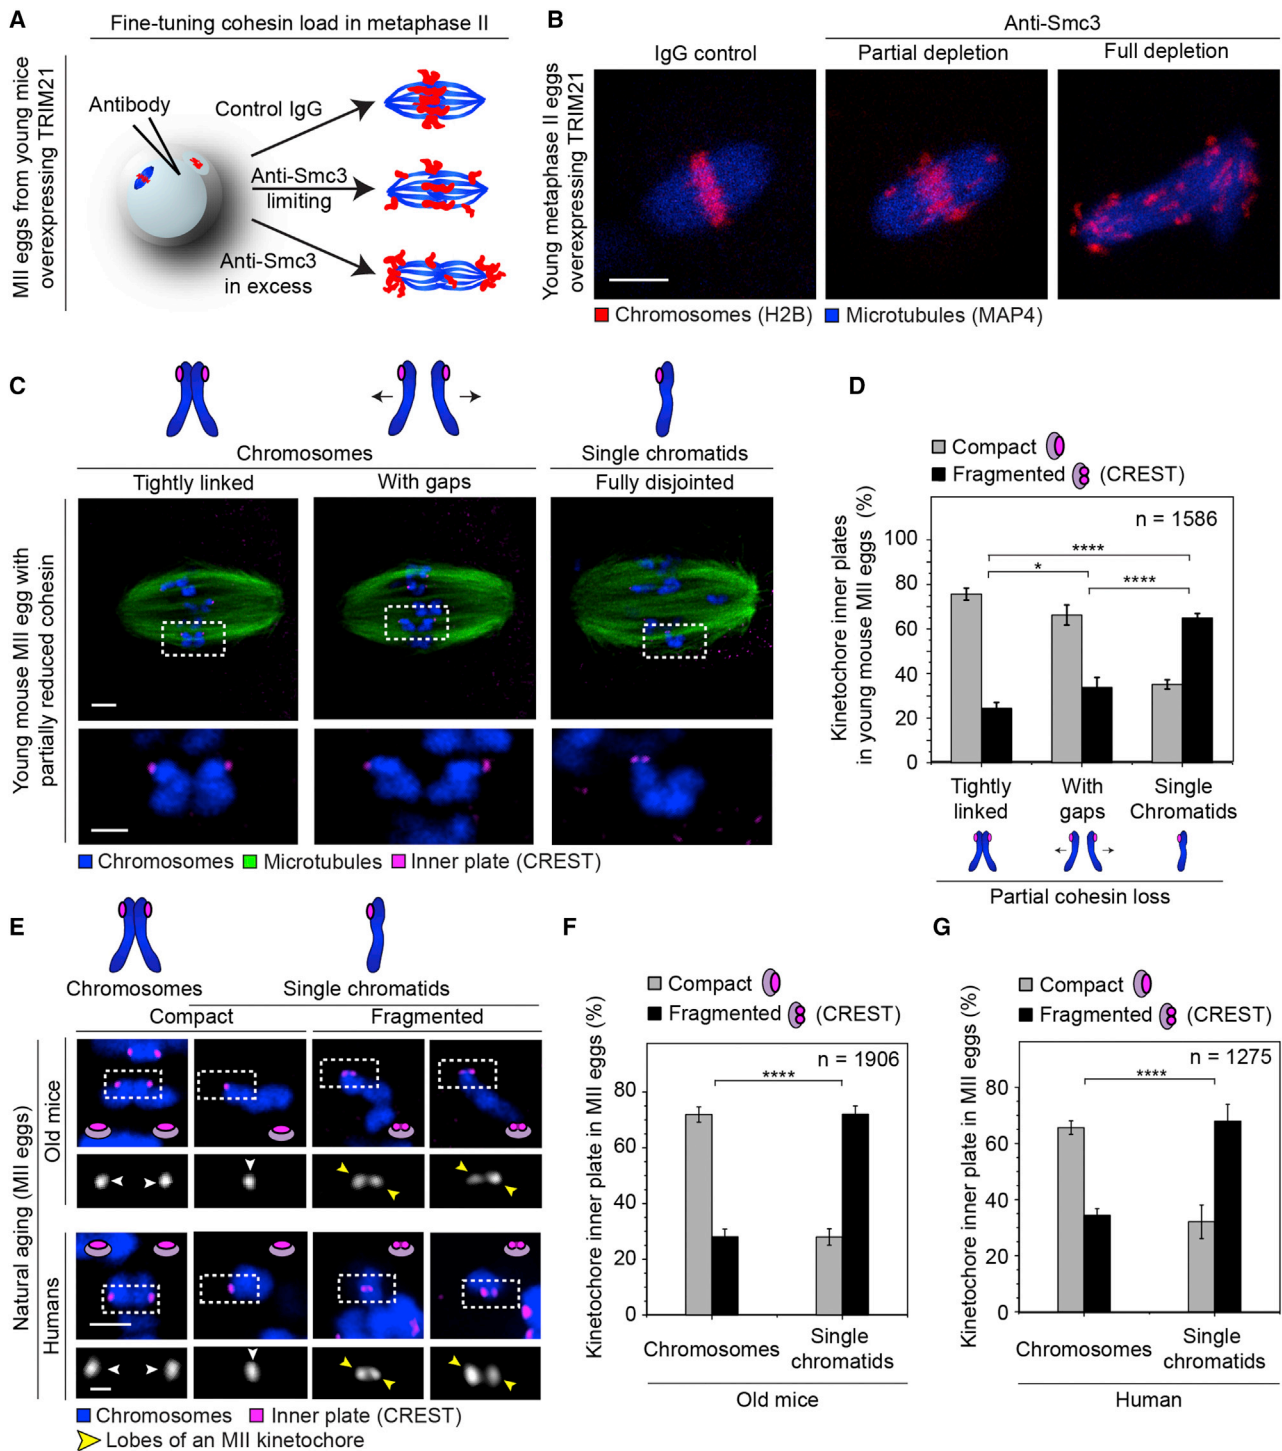 A
Fine-tuning cohesin load in metaphase II
MII eggs from young mice
overexpressing TRIM21
Antibody
Control IgG
Anti-Smc3
limiting
Anti-Smc3
in excess
B
Anti-Smc3
IgG control
Partial depletion
Full depletion
Young metaphase II eggs
overexpressing TRIM21
Chromosomes (H2B)
Microtubules (MAP4)
C
Chromosomes
Single chromatids
Tightly linked
With gaps
Fully disjointed
Young mouse MII egg with
partially reduced cohesin
Chromosomes
Microtubules
Inner plate (CREST)
D
Compact
Fragmented (CREST)
n = 1586
Kinetochore inner plates
in young mouse MII eggs (%)
100
80
60
40
20
0
****
*
****
Tightly
linked
With
gaps
Single
Chromatids
Partial cohesin loss
E
Chromosomes
Single chromatids
Compact
Fragmented
Natural aging (MII eggs)
Old mice
Humans
Chromosomes
Inner plate (CREST)
Lobes of an MII kinetochore
F
Compact
Fragmented (CREST)
n = 1906
Kinetochore inner plate in MII eggs (%)
80
60
40
20
0
****
Chromosomes
Single
chromatids
Old mice
G
Compact
Fragmented (CREST)
n = 1275
Kinetochore inner plate in MII eggs (%)
80
60
40
20
0
****
Chromosomes
Single
chromatids
Human